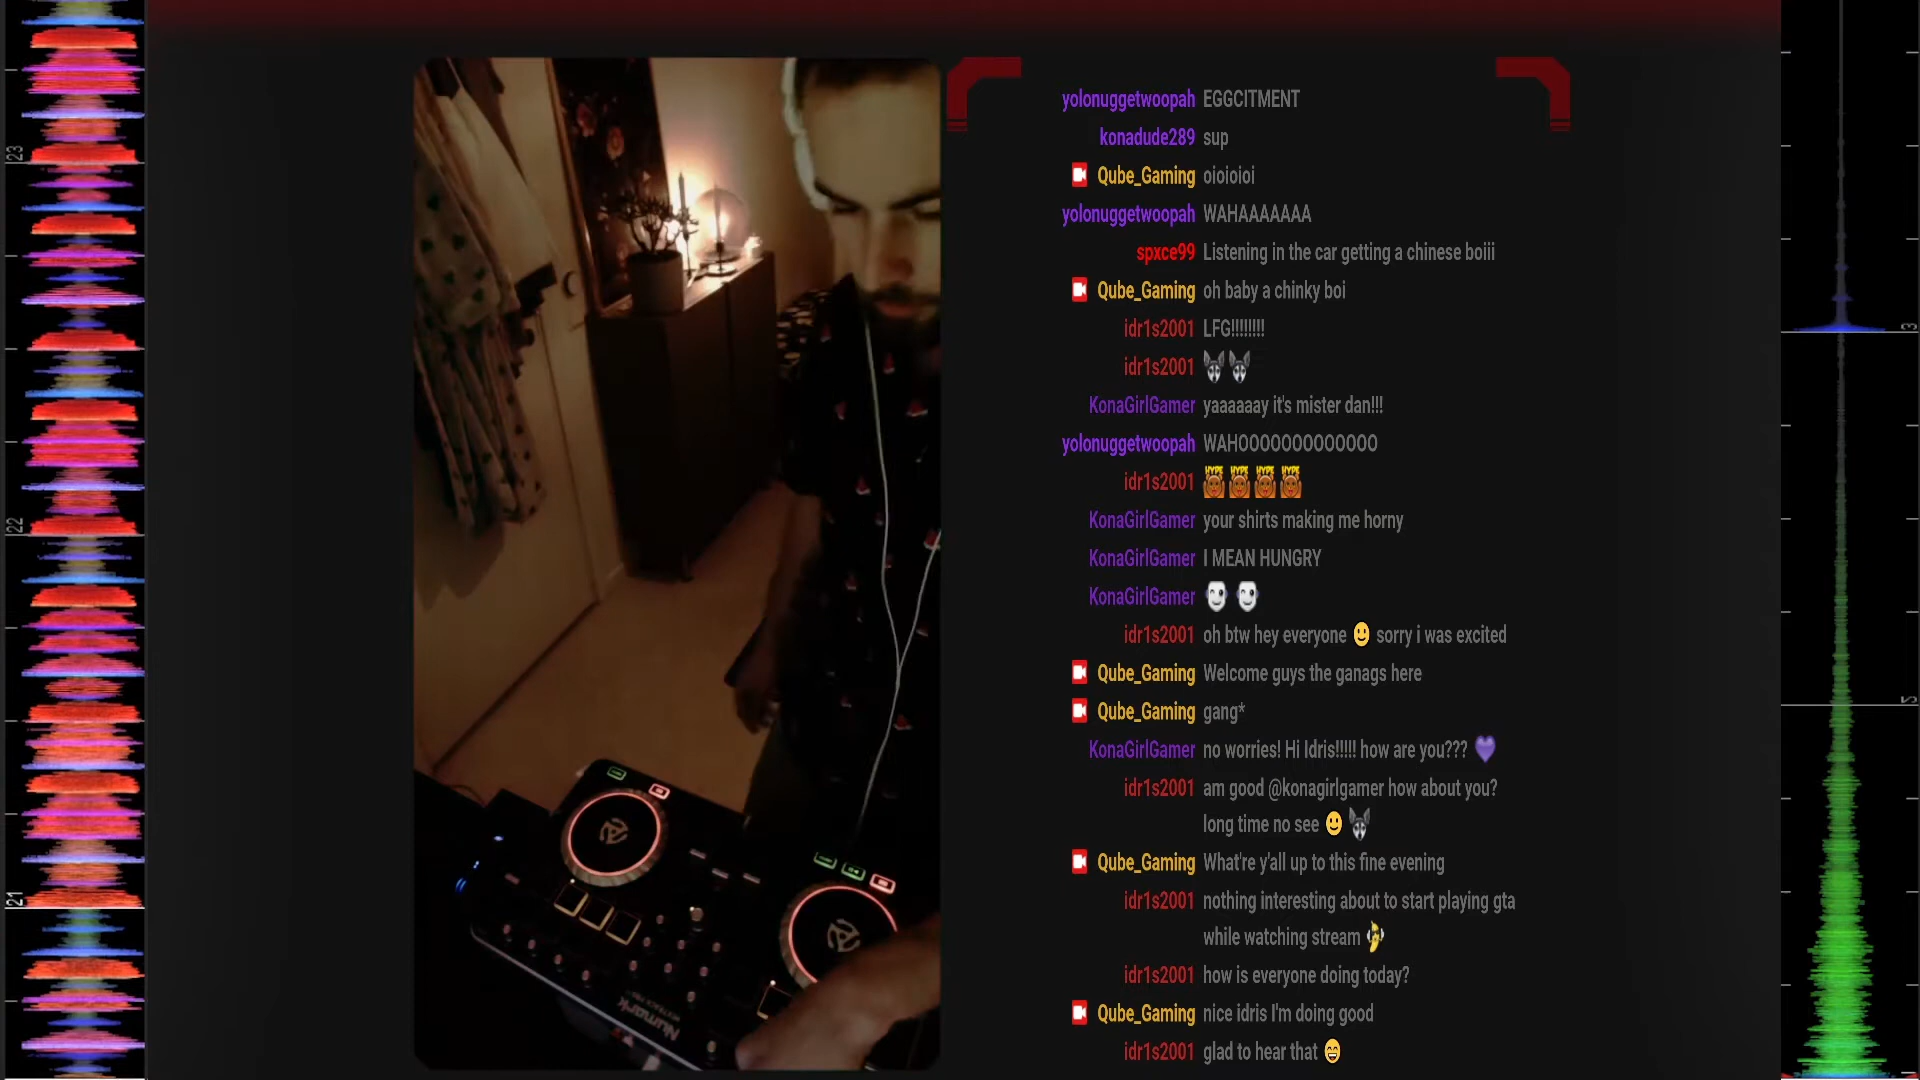 23
22
21
yolonuggetwoopah EGGCITMENT
konadude289 sup
Qube_Gaming oioioioi
yolonuggetwoopah WAHAAAAAAA
spxce99 Listening in the car getting a chinese boiii
Qube_Gaming oh baby a chinky boi
idr1s2001 LFG!!!!!!!!
idr1s2001
KonaGirlGamer yaaaaaay it's mister dan!!!
yolonuggetwoopah WAHOOOOOOOOOOOOO
idr1s2001 HYPE HYPE HYPE HYPE
KonaGirlGamer your shirts making me horny
KonaGirlGamer I MEAN HUNGRY
KonaGirlGamer
idr1s2001 oh btw hey everyone 🙂 sorry i was excited
Qube_Gaming Welcome guys the ganags here
Qube_Gaming gang*
KonaGirlGamer no worries! Hi Idris!!!!! how are you??? 💜
idr1s2001 am good @konagirlgamer how about you?
long time no see 🙂
Qube_Gaming What're y'all up to this fine evening
idr1s2001 nothing interesting about to start playing gta
while watching stream
idr1s2001 how is everyone doing today?
Qube_Gaming nice idris I'm doing good
idr1s2001 glad to hear that 😁
Numark
3